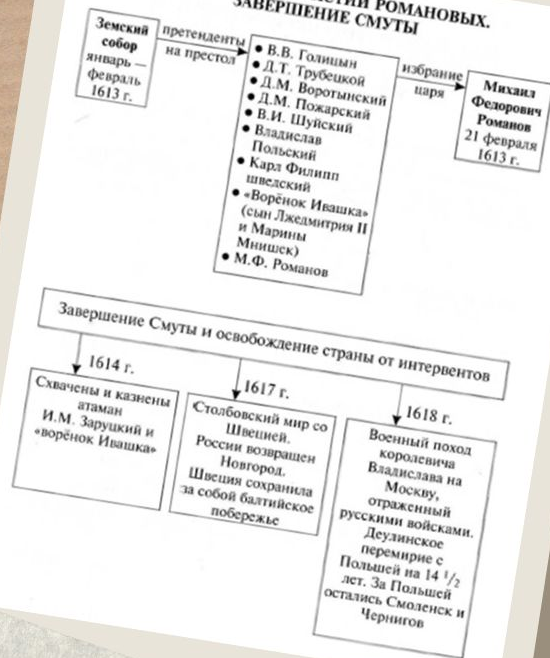 РОМАНОВЫХ.
ЗАВЕРШЕНИЕ СМУТЫ
Земский
собор
январь —
февраль
1613 г.
претенденты
на престол
● В.В. Голицын
● Д.Т. Трубецкой
● Д.М. Воротынский
● Д.М. Пожарский
● В.И. Шуйский
● Владислав
Польский
● Карл Филипп
шведский
● «Ворёнок Ивашка»
(сын Лжедмитрия II
и Марины
Мнишек)
● М.Ф. Романов
избрание
царя
Михаил
Федорович
Романов
21 февраля
1613 г.
Завершение Смуты и освобождение страны от интервентов
1614 г.
Схвачены и казнены
атаман
И.М. Заруцкий и
«ворёнок Ивашка»
1617 г.
Столбовский мир со
Швецией.
России возвращен
Новгород.
Швеция сохранила
за собой балтийское
побережье
1618 г.
Военный поход
королевича
Владислава на
Москву,
отраженный
русскими войсками.
Деулинское
перемирие с
Польшей на 14 1/2
лет. За Польшей
остались Смоленск и
Чернигов